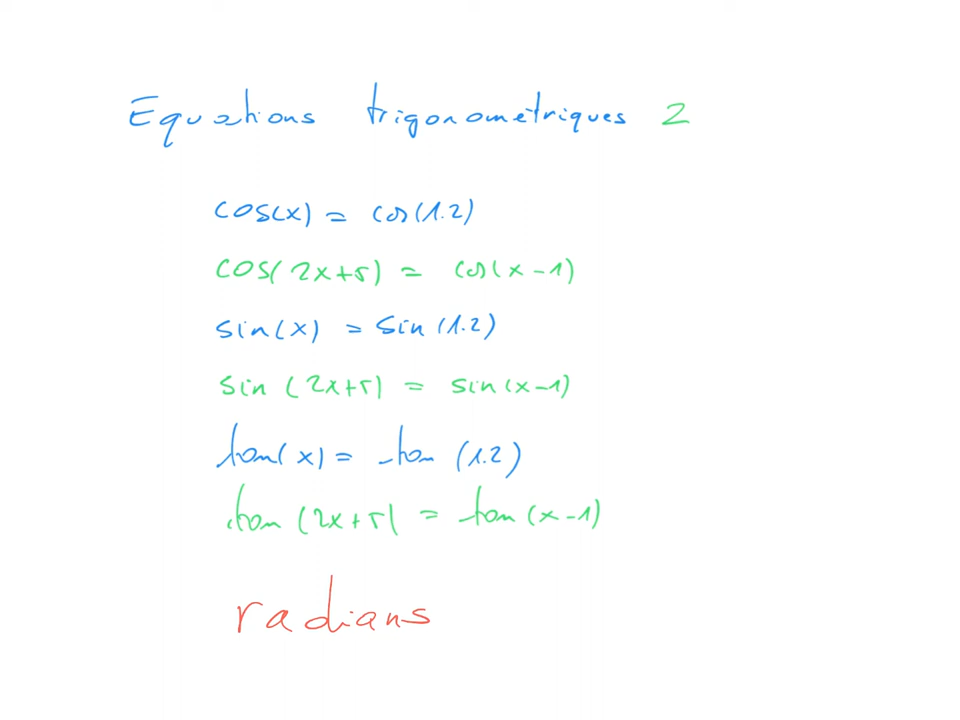 Equations trigonométriques 2
cos(x) = cos(1.2)
cos(2x+5) = cos(x-1)
sin(x) = sin(1.2)
sin(2x+5) = sin(x-1)
tan(x) = tan(1.2)
tan(2x+5) = tan(x-1)
radians